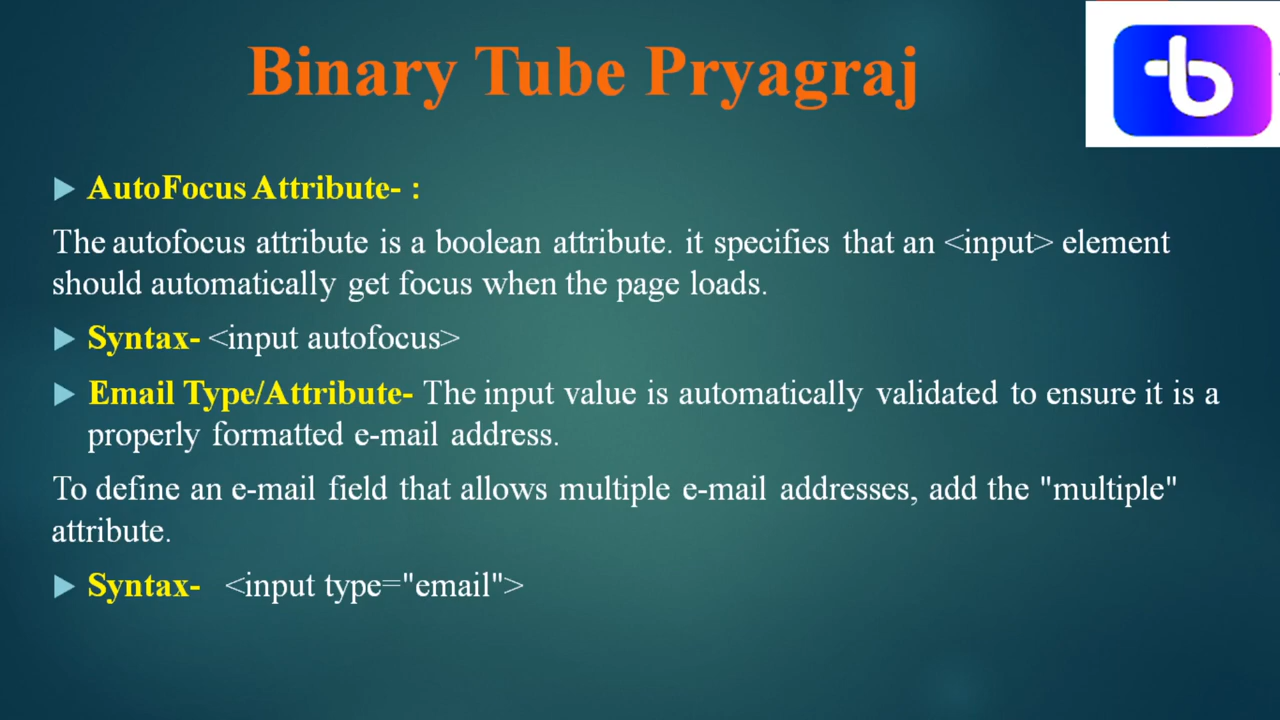 Binary Tube Pryagraj
b
AutoFocus Attribute- :
The autofocus attribute is a boolean attribute. it specifies that an <input> element
should automatically get focus when the page loads.
Syntax- <input autofocus>
Email Type/Attribute- The input value is automatically validated to ensure it is a
properly formatted e-mail address.
To define an e-mail field that allows multiple e-mail addresses, add the "multiple"
attribute.
Syntax- <input type="email">